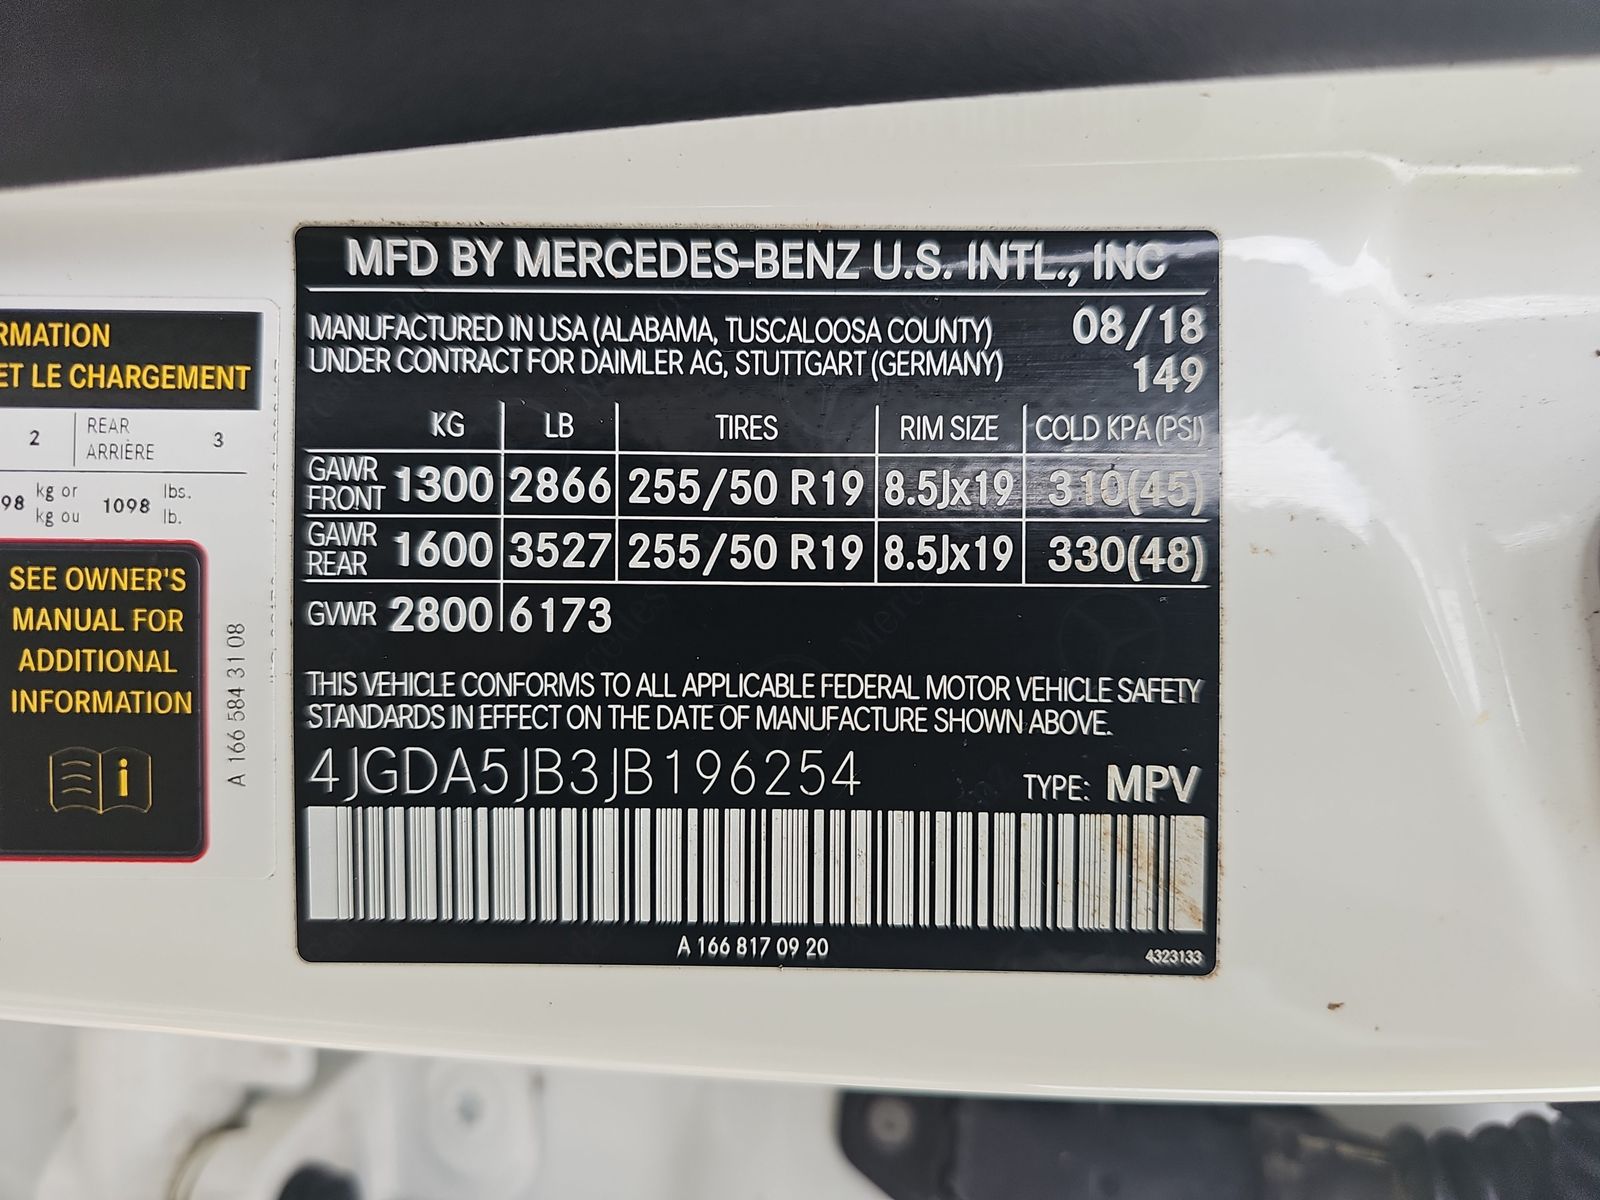 RMATION
ET LE CHARGEMENT
2 REAR 3
ARRIÈRE
98 kg or 1098 lbs.
kg ou lb.
SEE OWNER'S
MANUAL FOR
ADDITIONAL
INFORMATION
i
A 166 584 31 08
MFD BY MERCEDES-BENZ U.S. INTL., INC
MANUFACTURED IN USA (ALABAMA, TUSCALOOSA COUNTY) 08/18
UNDER CONTRACT FOR DAIMLER AG, STUTTGART (GERMANY) 149
KG LB TIRES RIM SIZE COLD KPA (PSI)
GAWR FRONT 1300 2866 255/50 R19 8.5Jx19 310(45)
GAWR REAR 1600 3527 255/50 R19 8.5Jx19 330(48)
GVWR 2800 6173
THIS VEHICLE CONFORMS TO ALL APPLICABLE FEDERAL MOTOR VEHICLE SAFETY
STANDARDS IN EFFECT ON THE DATE OF MANUFACTURE SHOWN ABOVE.
4JGDA5JB3JB196254 TYPE: MPV
A 166 817 09 20
4323133